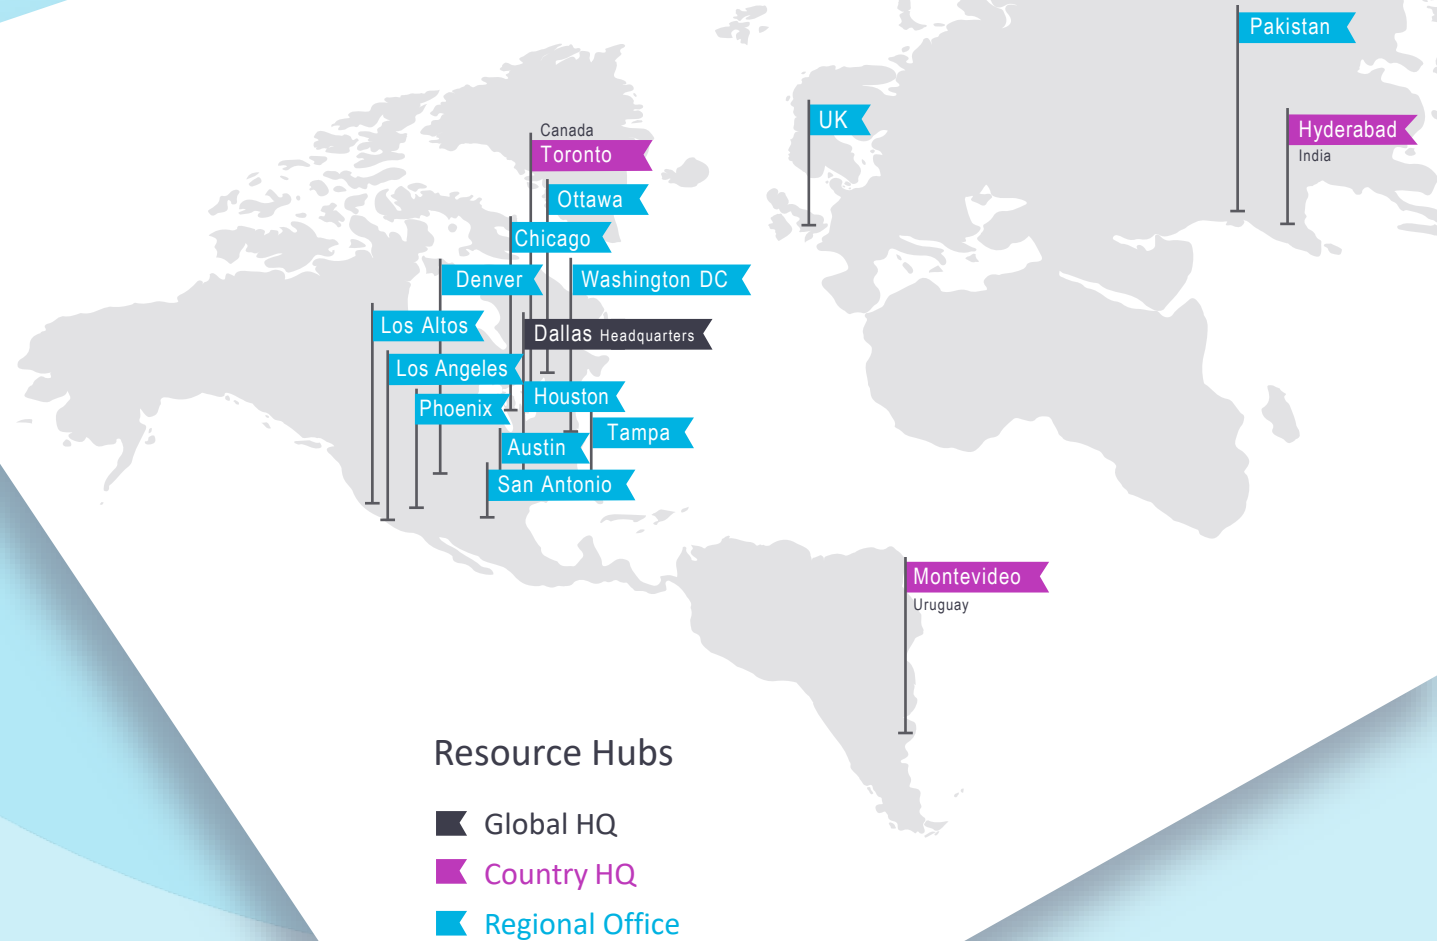 Pakistan
UK
Hyderabad
India
Canada
Toronto
Ottawa
Chicago
Denver
Washington DC
Los Altos
Dallas Headquarters
Los Angeles
Houston
Phoenix
Tampa
Austin
San Antonio
Montevideo
Uruguay
Resource Hubs
Global HQ
Country HQ
Regional Office